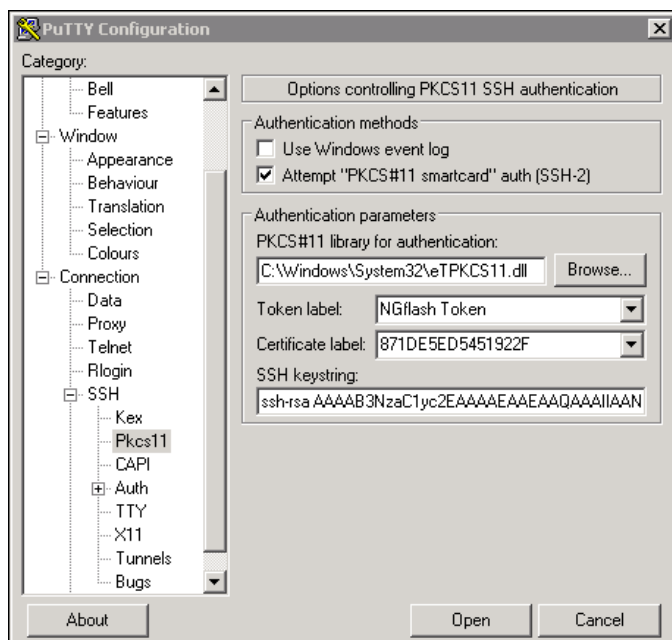 PuTTY Configuration
Category:
Bell
Features
Window
Appearance
Behaviour
Translation
Selection
Colours
Connection
Data
Proxy
Telnet
Rlogin
SSH
Kex
Pkcs11
CAPI
Auth
TTY
X11
Tunnels
Bugs
Options controlling PKCS11 SSH authentication
Authentication methods
Use Windows event log
Attempt "PKCS#11 smartcard" auth (SSH-2)
Authentication parameters
PKCS#11 library for authentication:
C:\Windows\System32\eTPKCS11.dll Browse...
Token label: NGflash Token
Certificate label: 871DE5ED5451922F
SSH keystring:
ssh-rsa AAAAB3NzaC1yc2EAAAAEAAEAAQAAAIIAAN
About Open Cancel